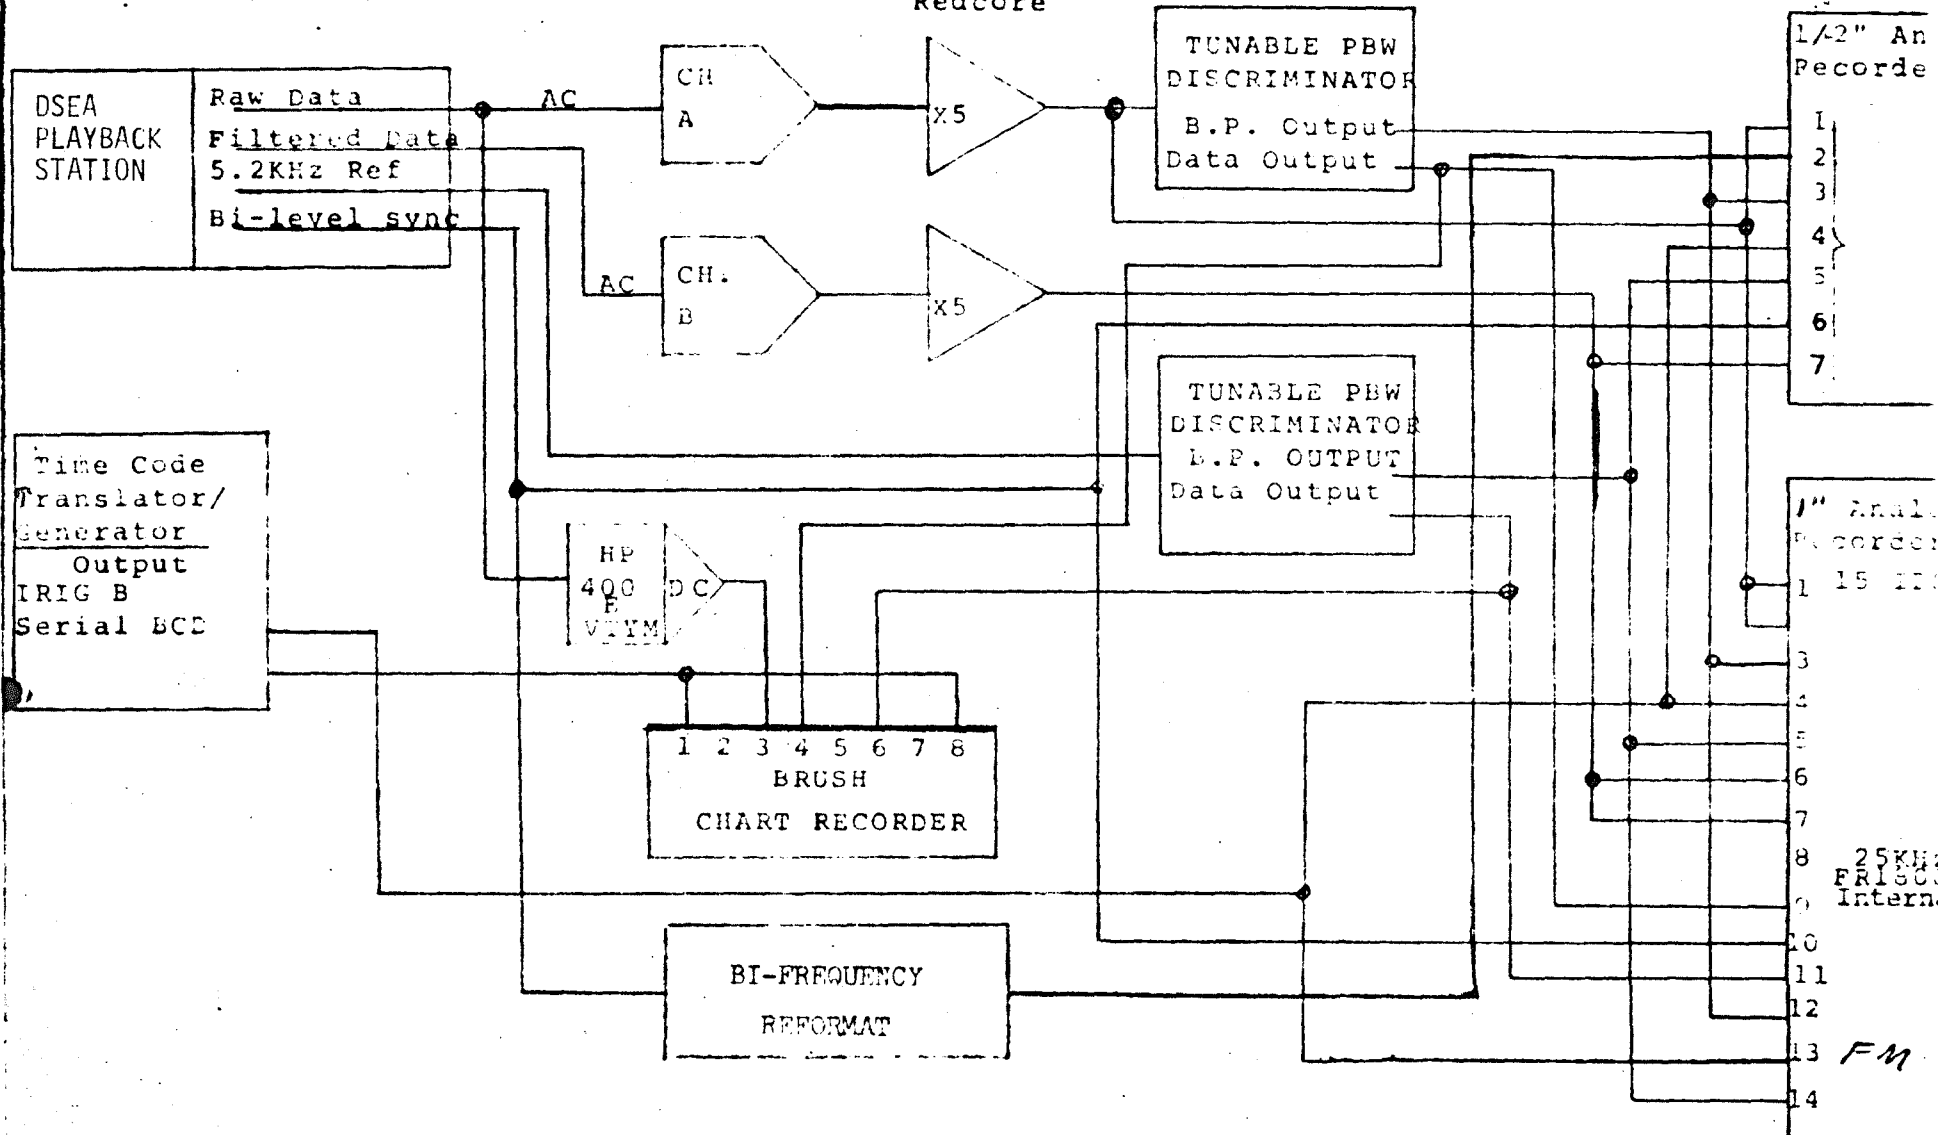 Redcore
DSEA
PLAYBACK
STATION
Raw Data
Filtered Data
5.2KHz Ref
Bi-level sync
AC
CH
A
X5
TUNABLE PBW
DISCRIMINATOR
B.P. Output
Data Output
AC
CH.
B
X5
TUNABLE PBW
DISCRIMINATOR
B.P. OUTPUT
Data Output
1/2" An
Recorde
1
2
3
4
5
6
7
Time Code
Translator/
Generator
Output
IRIG B
Serial BCD
HP
400
E
VTVM
DC
1 2 3 4 5 6 7 8
BRUSH
CHART RECORDER
BI-FREQUENCY
REFORMAT
1" Anal
Recorder
1 15
3
4
5
6
7
8 25KHz
Interna
9
10
11
12
13 FM
14